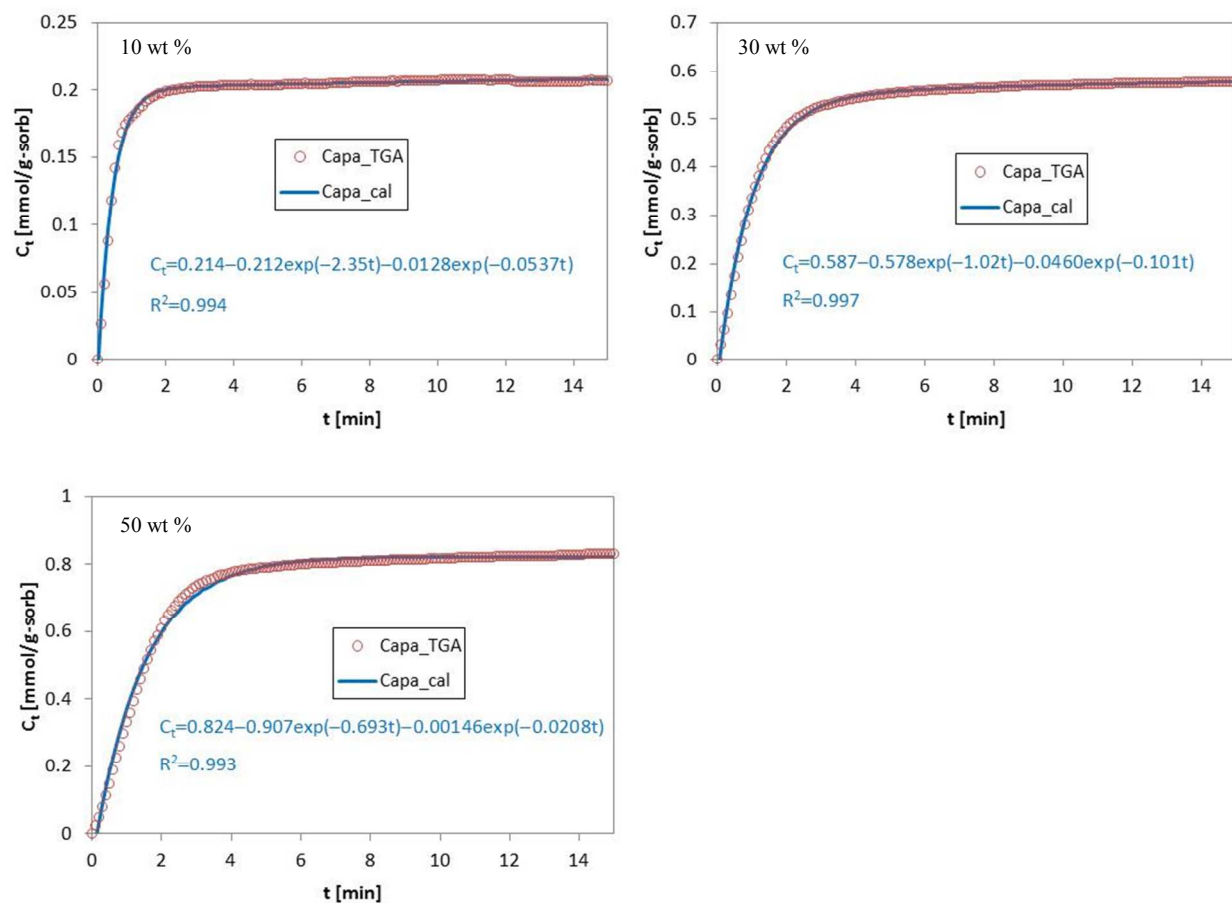 10 wt %
0.25
0.2
0.15
0.1
0.05
0
Ct [mmol/g-sorb]
Capa_TGA
Capa_cal
Ct=0.214−0.212exp(−2.35t)−0.0128exp(−0.0537t)
R²=0.994
0 2 4 6 8 10 12 14
t [min]
30 wt %
0.7
0.6
0.5
0.4
0.3
0.2
0.1
0
Ct [mmol/g-sorb]
Capa_TGA
Capa_cal
Ct=0.587−0.578exp(−1.02t)−0.0460exp(−0.101t)
R²=0.997
0 2 4 6 8 10 12 14
t [min]
50 wt %
1
0.8
0.6
0.4
0.2
0
Ct [mmol/g-sorb]
Capa_TGA
Capa_cal
Ct=0.824−0.907exp(−0.693t)−0.00146exp(−0.0208t)
R²=0.993
0 2 4 6 8 10 12 14
t [min]